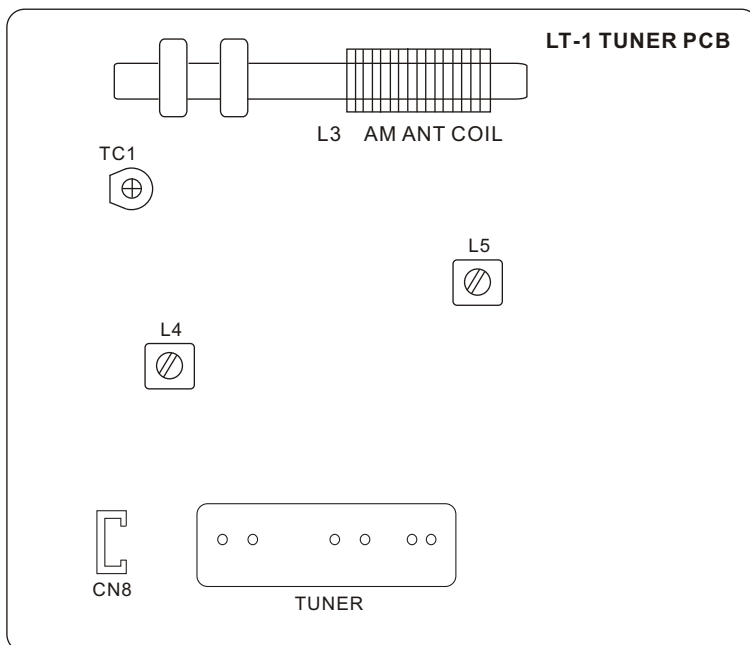 LT-1 TUNER PCB
L3 AM ANT COIL
TC1
L5
L4
CN8
TUNER